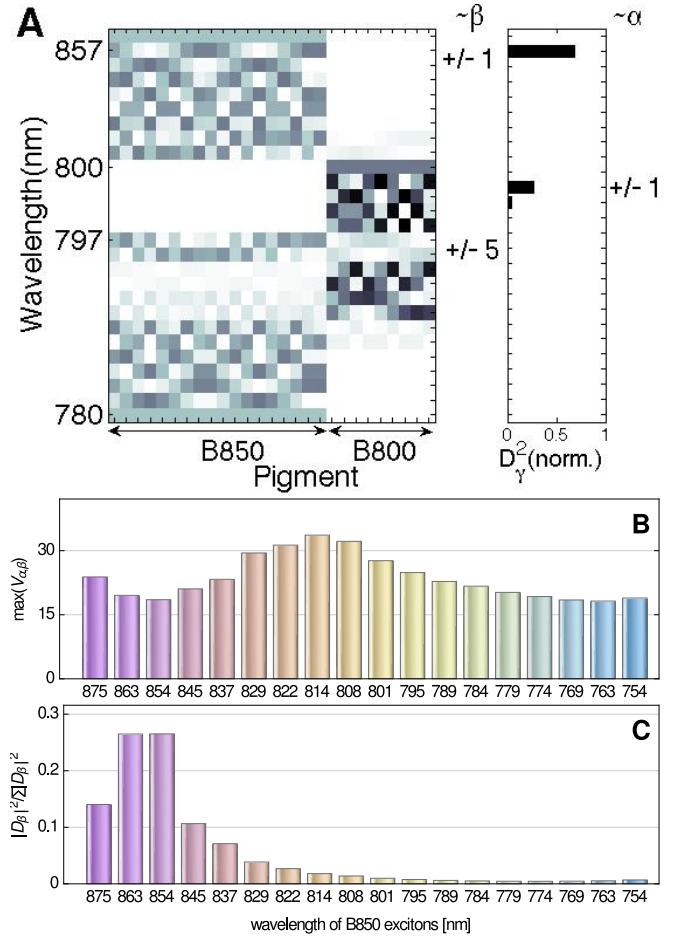 A
~β
~α
857
+/- 1
800
+/- 1
797
+/- 5
780
Wavelength(nm)
B850
B800
Pigment
0
0.5
1
D²γ(norm.)
B
max(Vα,β)
30
15
0
875 863 854 845 837 829 822 814 808 801 795 789 784 779 774 769 763 754
C
|Dβ|²/Σ|Dβ|²
0.3
0.2
0.1
0
875 863 854 845 837 829 822 814 808 801 795 789 784 779 774 769 763 754
wavelength of B850 excitons [nm]